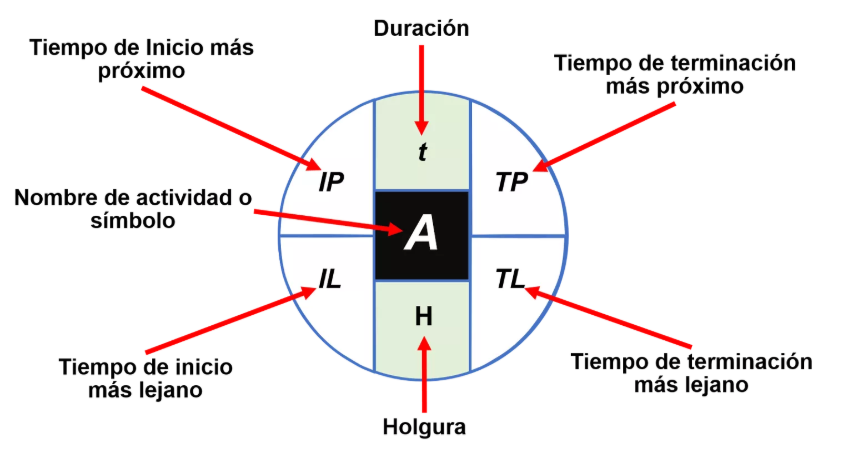 Duración
Tiempo de Inicio más
próximo
Tiempo de terminación
más próximo
t
IP
TP
Nombre de actividad o
símbolo
A
IL
TL
H
Tiempo de inicio
más lejano
Tiempo de terminación
más lejano
Holgura